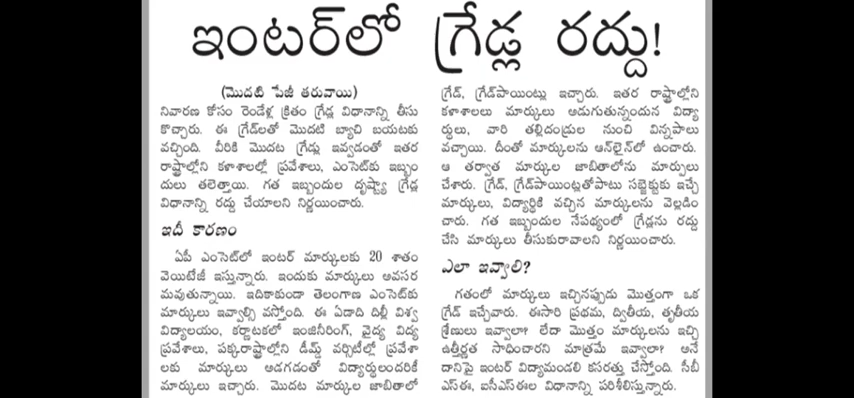 ఇంటర్‌లో గ్రేడ్ల రద్దు!
(మొదటి పేజీ తరువాయి)
నివారణ కోసం రెండేళ్ల క్రితం గ్రేడ్ల విధానాన్ని తీసు
కొచ్చారు. ఈ గ్రేడ్‌లతో మొదటి బ్యాచ్ బయటకు
వచ్చింది. వీరికి మొదట గ్రేడ్లు ఇవ్వడంతో ఇతర
రాష్ట్రాల్లోని కళాశాలల్లో ప్రవేశాలు, ఎంసెట్‌కు ఇబ్బం
దులు తలెత్తాయి. గత ఇబ్బందుల దృష్ట్యా గ్రేడ్ల
విధానాన్ని రద్దు చేయాలని నిర్ణయించారు.
ఇదీ కారణం
ఏపీ ఎంసెట్‌లో ఇంటర్ మార్కులకు 20 శాతం
వెయిటేజీ ఇస్తున్నారు. ఇందుకు మార్కులు అవసర
మవుతున్నాయి. ఇదికాకుండా తెలంగాణ ఎంసెట్‌కు
మార్కులు ఇవ్వాల్సి వస్తోంది. ఈ ఏడాది దిల్లీ విశ్వ
విద్యాలయం, కర్ణాటకలో ఇంజినీరింగ్, వైద్య విద్య
ప్రవేశాలు, పక్కరాష్ట్రాల్లోని డీమ్డ్ వర్సిటీల్లో ప్రవేశా
లకు మార్కులు అడగడంతో విద్యార్థులందరికీ
మార్కులు ఇచ్చారు. మొదట మార్కుల జాబితాలో
గ్రేడ్, గ్రేడ్‌పాయింట్లు ఇచ్చారు. ఇతర రాష్ట్రాల్లోని
కళాశాలలు మార్కులు అడుగుతున్నందున విద్యా
ర్థులు, వారి తల్లిదండ్రుల నుంచి విన్నపాలు
వచ్చాయి. దీంతో మార్కులను ఆన్‌లైన్‌లో ఉంచారు.
ఆ తర్వాత మార్కుల జాబితాలోను మార్పులు
చేశారు. గ్రేడ్, గ్రేడ్‌పాయింట్లతోపాటు సబ్జెక్టుకు ఇచ్చే
మార్కులు, విద్యార్థికి వచ్చిన మార్కులను వెల్లడిం
చారు. గత ఇబ్బందుల నేపథ్యంలో గ్రేడ్లను రద్దు
చేసి మార్కులు తీసుకురావాలని నిర్ణయించారు.
ఎలా ఇవ్వాలి?
గతంలో మార్కులు ఇచ్చినప్పుడు మొత్తంగా ఒక
గ్రేడ్ ఇచ్చేవారు. ఈసారి ప్రథమ, ద్వితీయ, తృతీయ
శ్రేణులు ఇవ్వాలా? లేదా మొత్తం మార్కులను ఇచ్చి
ఉత్తీర్ణత సాధించారని మాత్రమే ఇవ్వాలా? అనే
దానిపై ఇంటర్ విద్యామండలి కసరత్తు చేస్తోంది. సీబీ
ఎస్ఈ, ఐసీఎస్ఈల విధానాన్ని పరిశీలిస్తున్నారు.